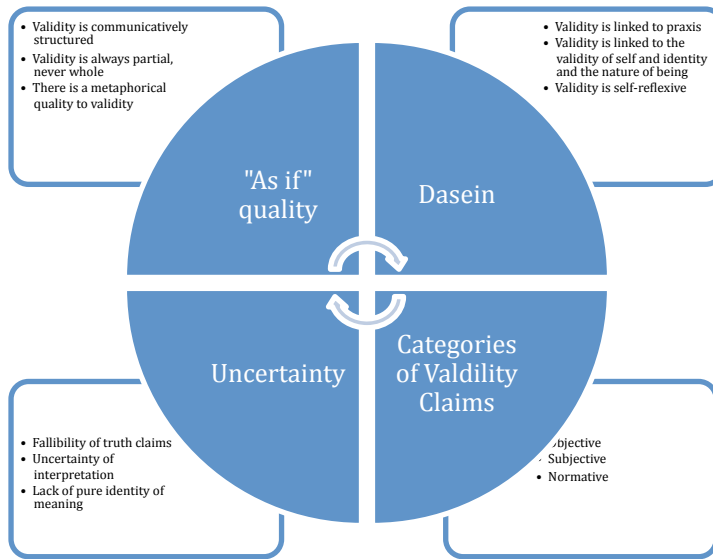 • Validity is communicatively
structured
• Validity is always partial,
never whole
• There is a metaphorical
quality to validity
• Validity is linked to praxis
• Validity is linked to the
validity of self and identity
and the nature of being
• Validity is self-reflexive
"As if"
quality
Dasein
Uncertainty
Categories
of Valdility
Claims
• Fallibility of truth claims
• Uncertainty of
interpretation
• Lack of pure identity of
meaning
bjective
• Subjective
• Normative